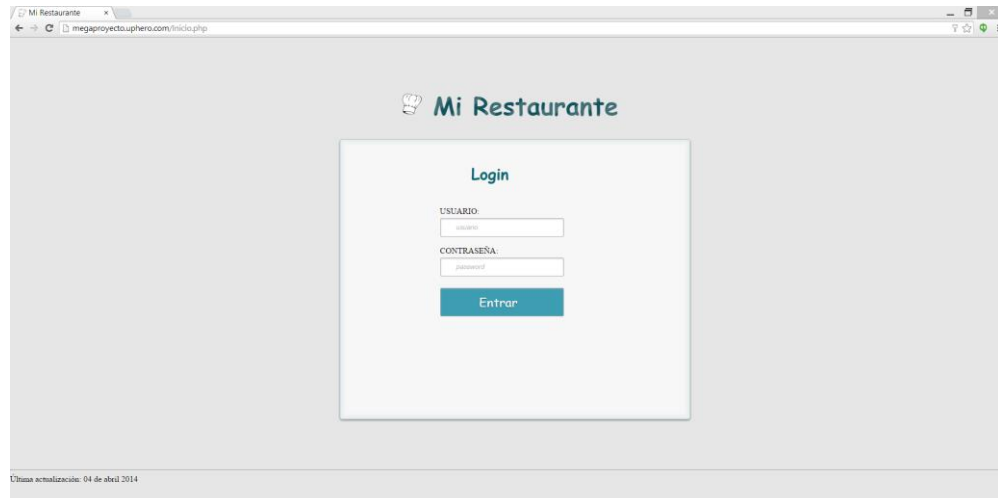 Mi Restaurante
megaproyecto.uphero.com/Inicio.php
Mi Restaurante
Login
USUARIO:
usuario
CONTRASEÑA:
password
Entrar
Última actualización: 04 de abril 2014